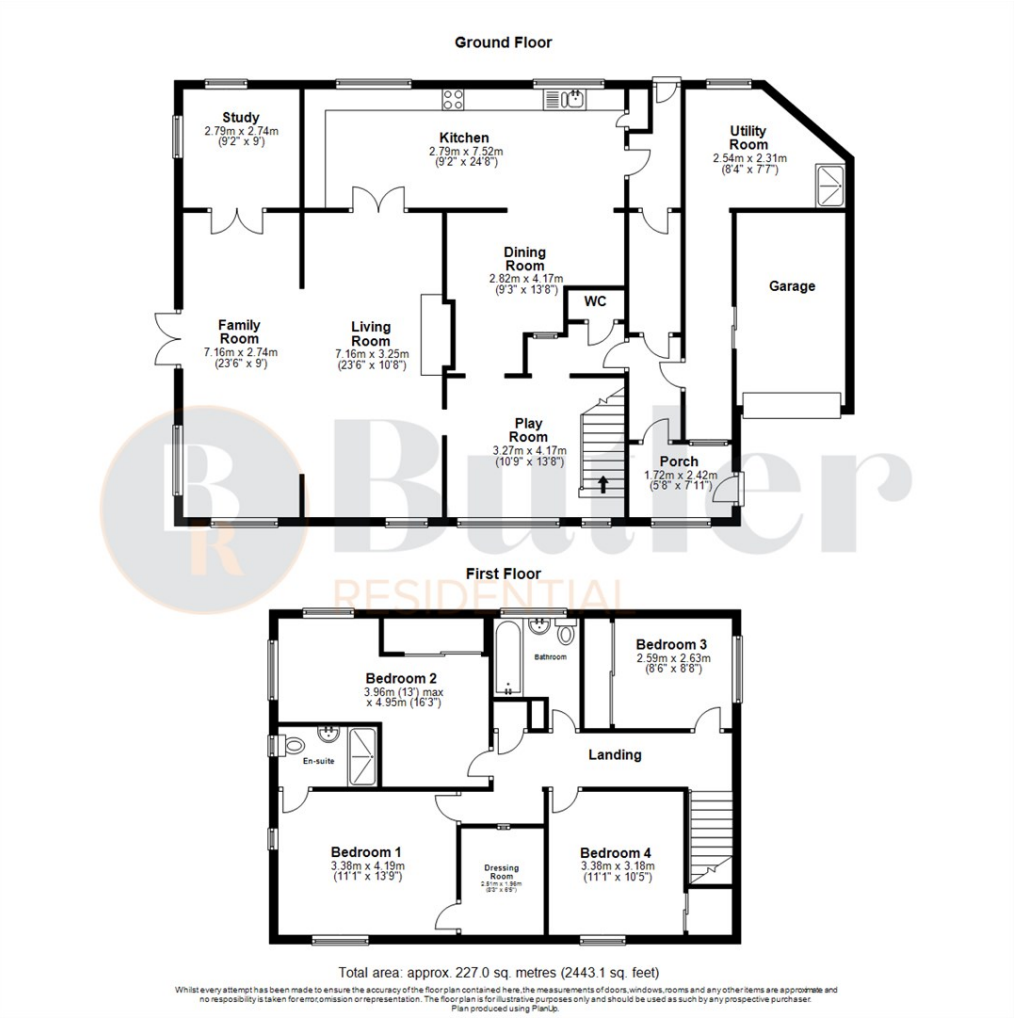 Ground Floor
Study
2.79m x 2.74m
(9'2" x 9')
Kitchen
2.79m x 7.52m
(9'2" x 24'8")
Utility
Room
2.54m x 2.31m
(8'4" x 7'7")
Dining
Room
2.82m x 4.17m
(9'3" x 13'8")
WC
Garage
Family
Room
7.16m x 2.74m
(23'6" x 9')
Living
Room
7.16m x 3.25m
(23'6" x 10'8")
Play
Room
3.27m x 4.17m
(10'9" x 13'8")
Porch
1.72m x 2.42m
(5'8" x 7'11")
BR
Butler
RESIDENTIAL
First Floor
Bedroom 2
3.96m (13') max
x 4.95m (16'3")
Bathroom
Bedroom 3
2.59m x 2.63m
(8'6" x 8'8")
En-suite
Landing
Bedroom 1
3.38m x 4.19m
(11'1" x 13'9")
Dressing
Room
Bedroom 4
3.38m x 3.18m
(11'1" x 10'5")
Total area: approx. 227.0 sq. metres (2443.1 sq. feet)
Whilst every attempt has been made to ensure the accuracy of the floor plan contained here, the measurements of doors, windows, rooms and any other items are approximate and
no resposibility is taken for error, omission or representation. The floor plan is for illustrative purposes only and should be used as such by any prospective purchaser.
Plan produced using PlanUp.